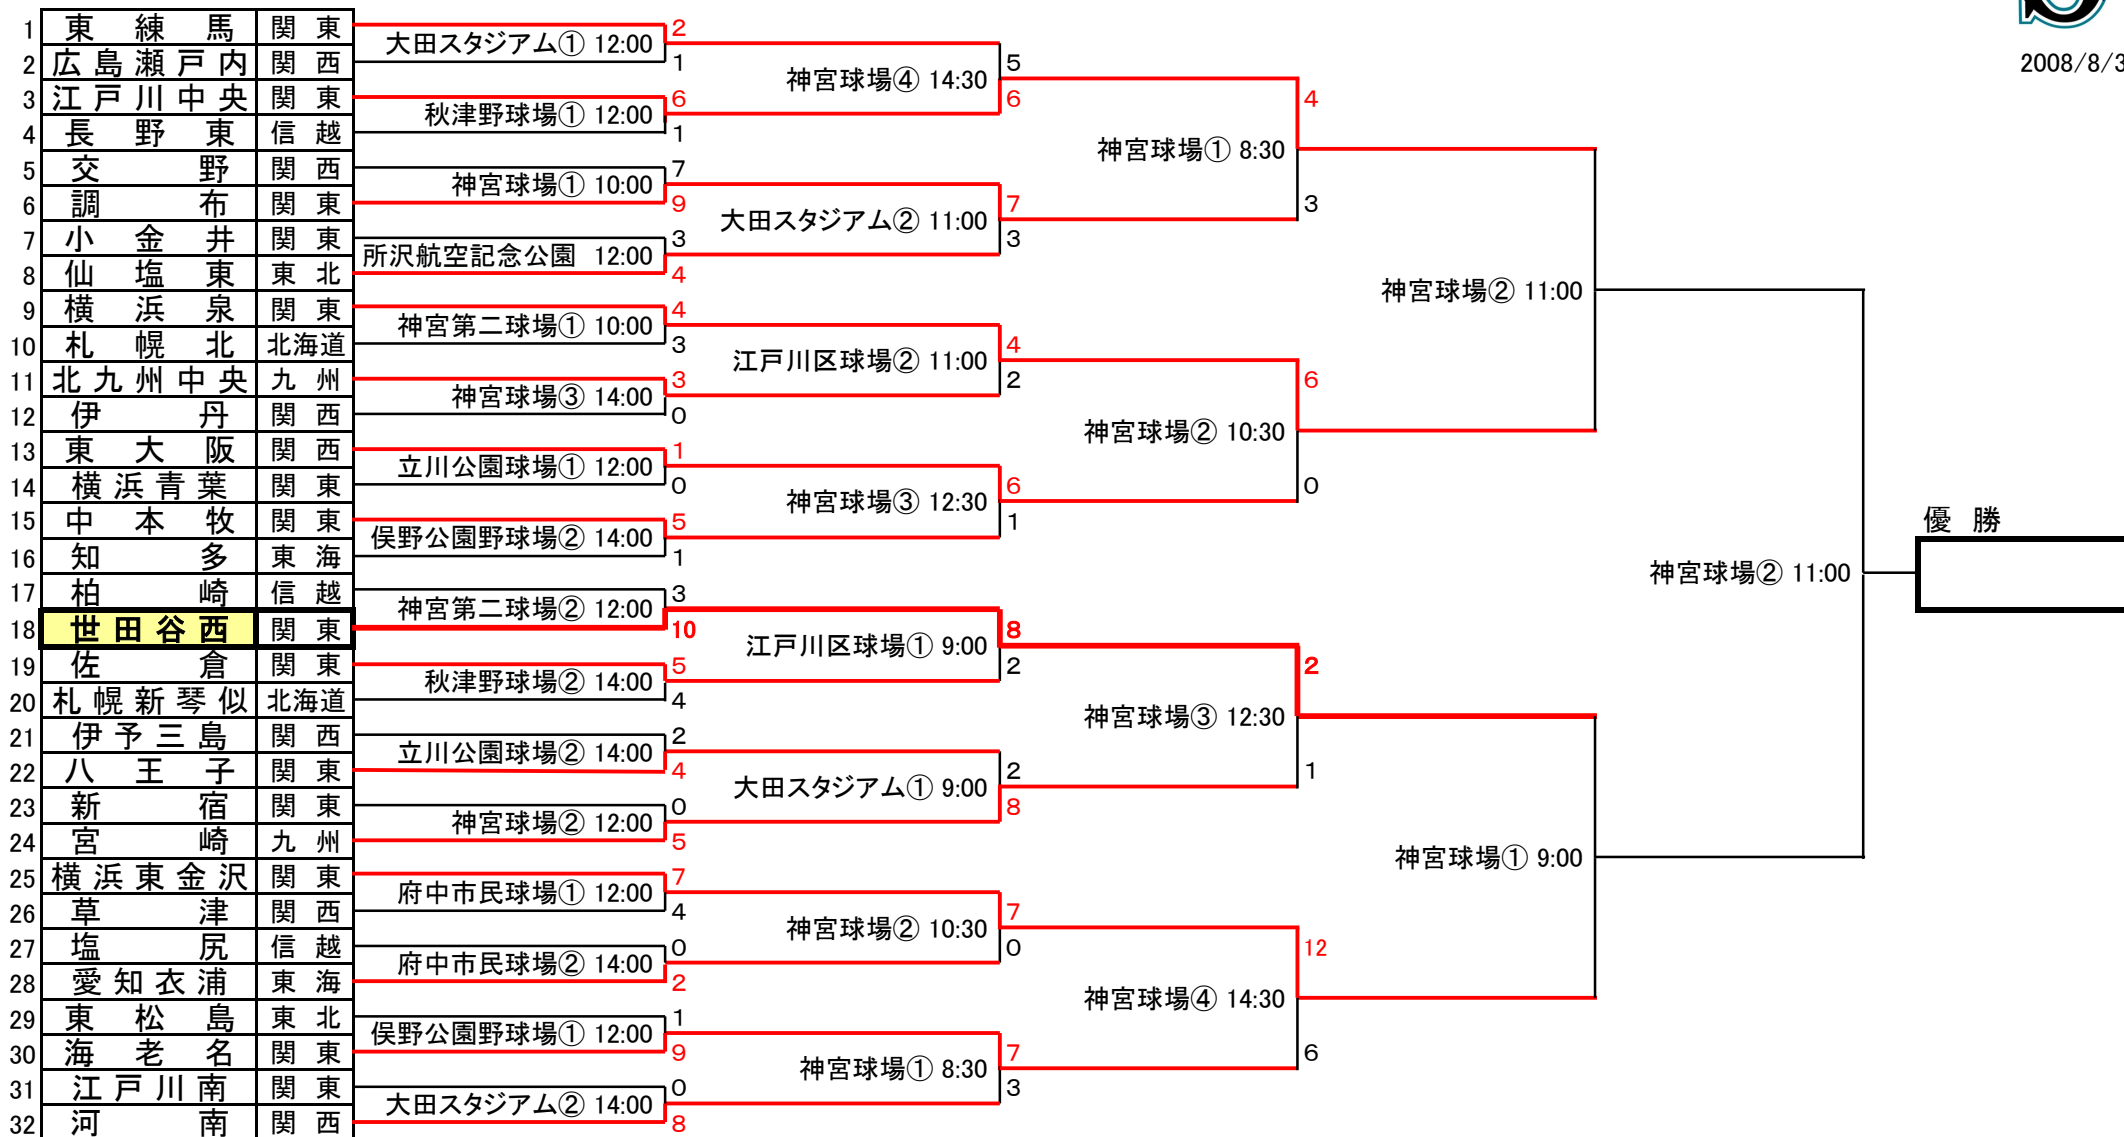 2008/8/3
1 東練馬 関東
2 広島瀬戸内 関西
3 江戸川中央 関東
4 長野東 信越
5 交野 関西
6 調布 関東
7 小金井 関東
8 仙塩東 東北
9 横浜泉 関東
10 札幌北 北海道
11 北九州中央 九州
12 伊丹 関西
13 東大阪 関西
14 横浜青葉 関東
15 中本牧 関東
16 知多 東海
17 柏崎 信越
18 世田谷西 関東
19 佐倉 関東
20 札幌新琴似 北海道
21 伊予三島 関西
22 八王子 関東
23 新宿 関東
24 宮崎 九州
25 横浜東金沢 関東
26 草津 関西
27 塩尻 信越
28 愛知衣浦 東海
29 東松島 東北
30 海老名 関東
31 江戸川南 関東
32 河南 関西
大田スタジアム① 12:00
2
1
秋津野球場① 12:00
6
1
神宮球場① 10:00
7
9
所沢航空記念公園 12:00
3
4
神宮第二球場① 10:00
4
3
神宮球場③ 14:00
3
0
立川公園球場① 12:00
1
0
俣野公園野球場② 14:00
5
1
神宮第二球場② 12:00
3
10
秋津野球場② 14:00
5
4
立川公園球場② 14:00
2
4
神宮球場② 12:00
0
5
府中市民球場① 12:00
7
4
府中市民球場② 14:00
0
2
俣野公園野球場① 12:00
1
9
大田スタジアム② 14:00
0
8
神宮球場④ 14:30
5
6
大田スタジアム② 11:00
7
3
江戸川区球場② 11:00
4
2
神宮球場③ 12:30
6
1
江戸川区球場① 9:00
8
2
大田スタジアム① 9:00
2
8
神宮球場② 10:30
7
0
神宮球場① 8:30
7
3
神宮球場① 8:30
4
3
神宮球場② 10:30
6
0
神宮球場③ 12:30
2
1
神宮球場④ 14:30
12
6
神宮球場② 11:00
神宮球場① 9:00
神宮球場② 11:00
優勝